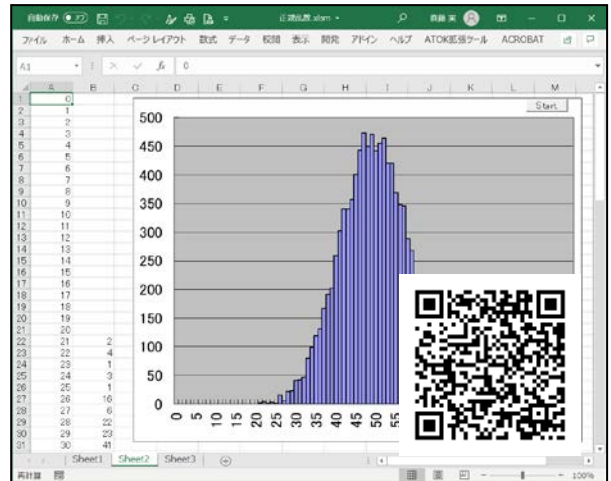 自動保存 オフ 正規乱数.xlsm
ファイル ホーム 挿入 ページ レイアウト 数式 データ 校閲 表示 開発 アドイン ヘルプ ATOK拡張ツール ACROBAT
A1 fx 0
A B C D E F G H I J K L M
Start
500
450
400
350
300
250
200
150
100
50
0
0 5 10 15 20 25 30 35 40 45 50 55
1 0
2 1
3 2
4 3
5 4
6 5
7 6
8 7
9 8
10 9
11 10
12 11
13 12
14 13
15 14
16 15
17 16
18 17
19 18
20 19
21 20
22 21 2
23 22 4
24 23 1
25 24 3
26 25 1
27 26 16
28 27 6
29 28 22
30 29 23
31 30 41
Sheet1 Sheet2 Sheet3
再計算 100%